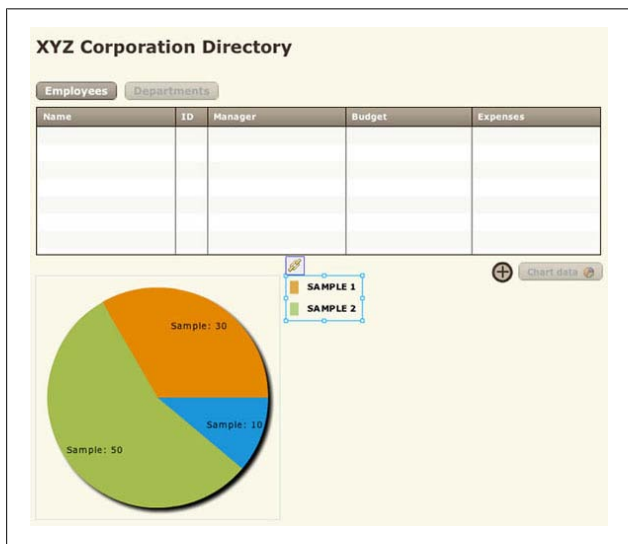 XYZ Corporation Directory
Employees Departments
Name ID Manager Budget Expenses
Chart data
SAMPLE 1
SAMPLE 2
Sample: 30
Sample: 10
Sample: 50